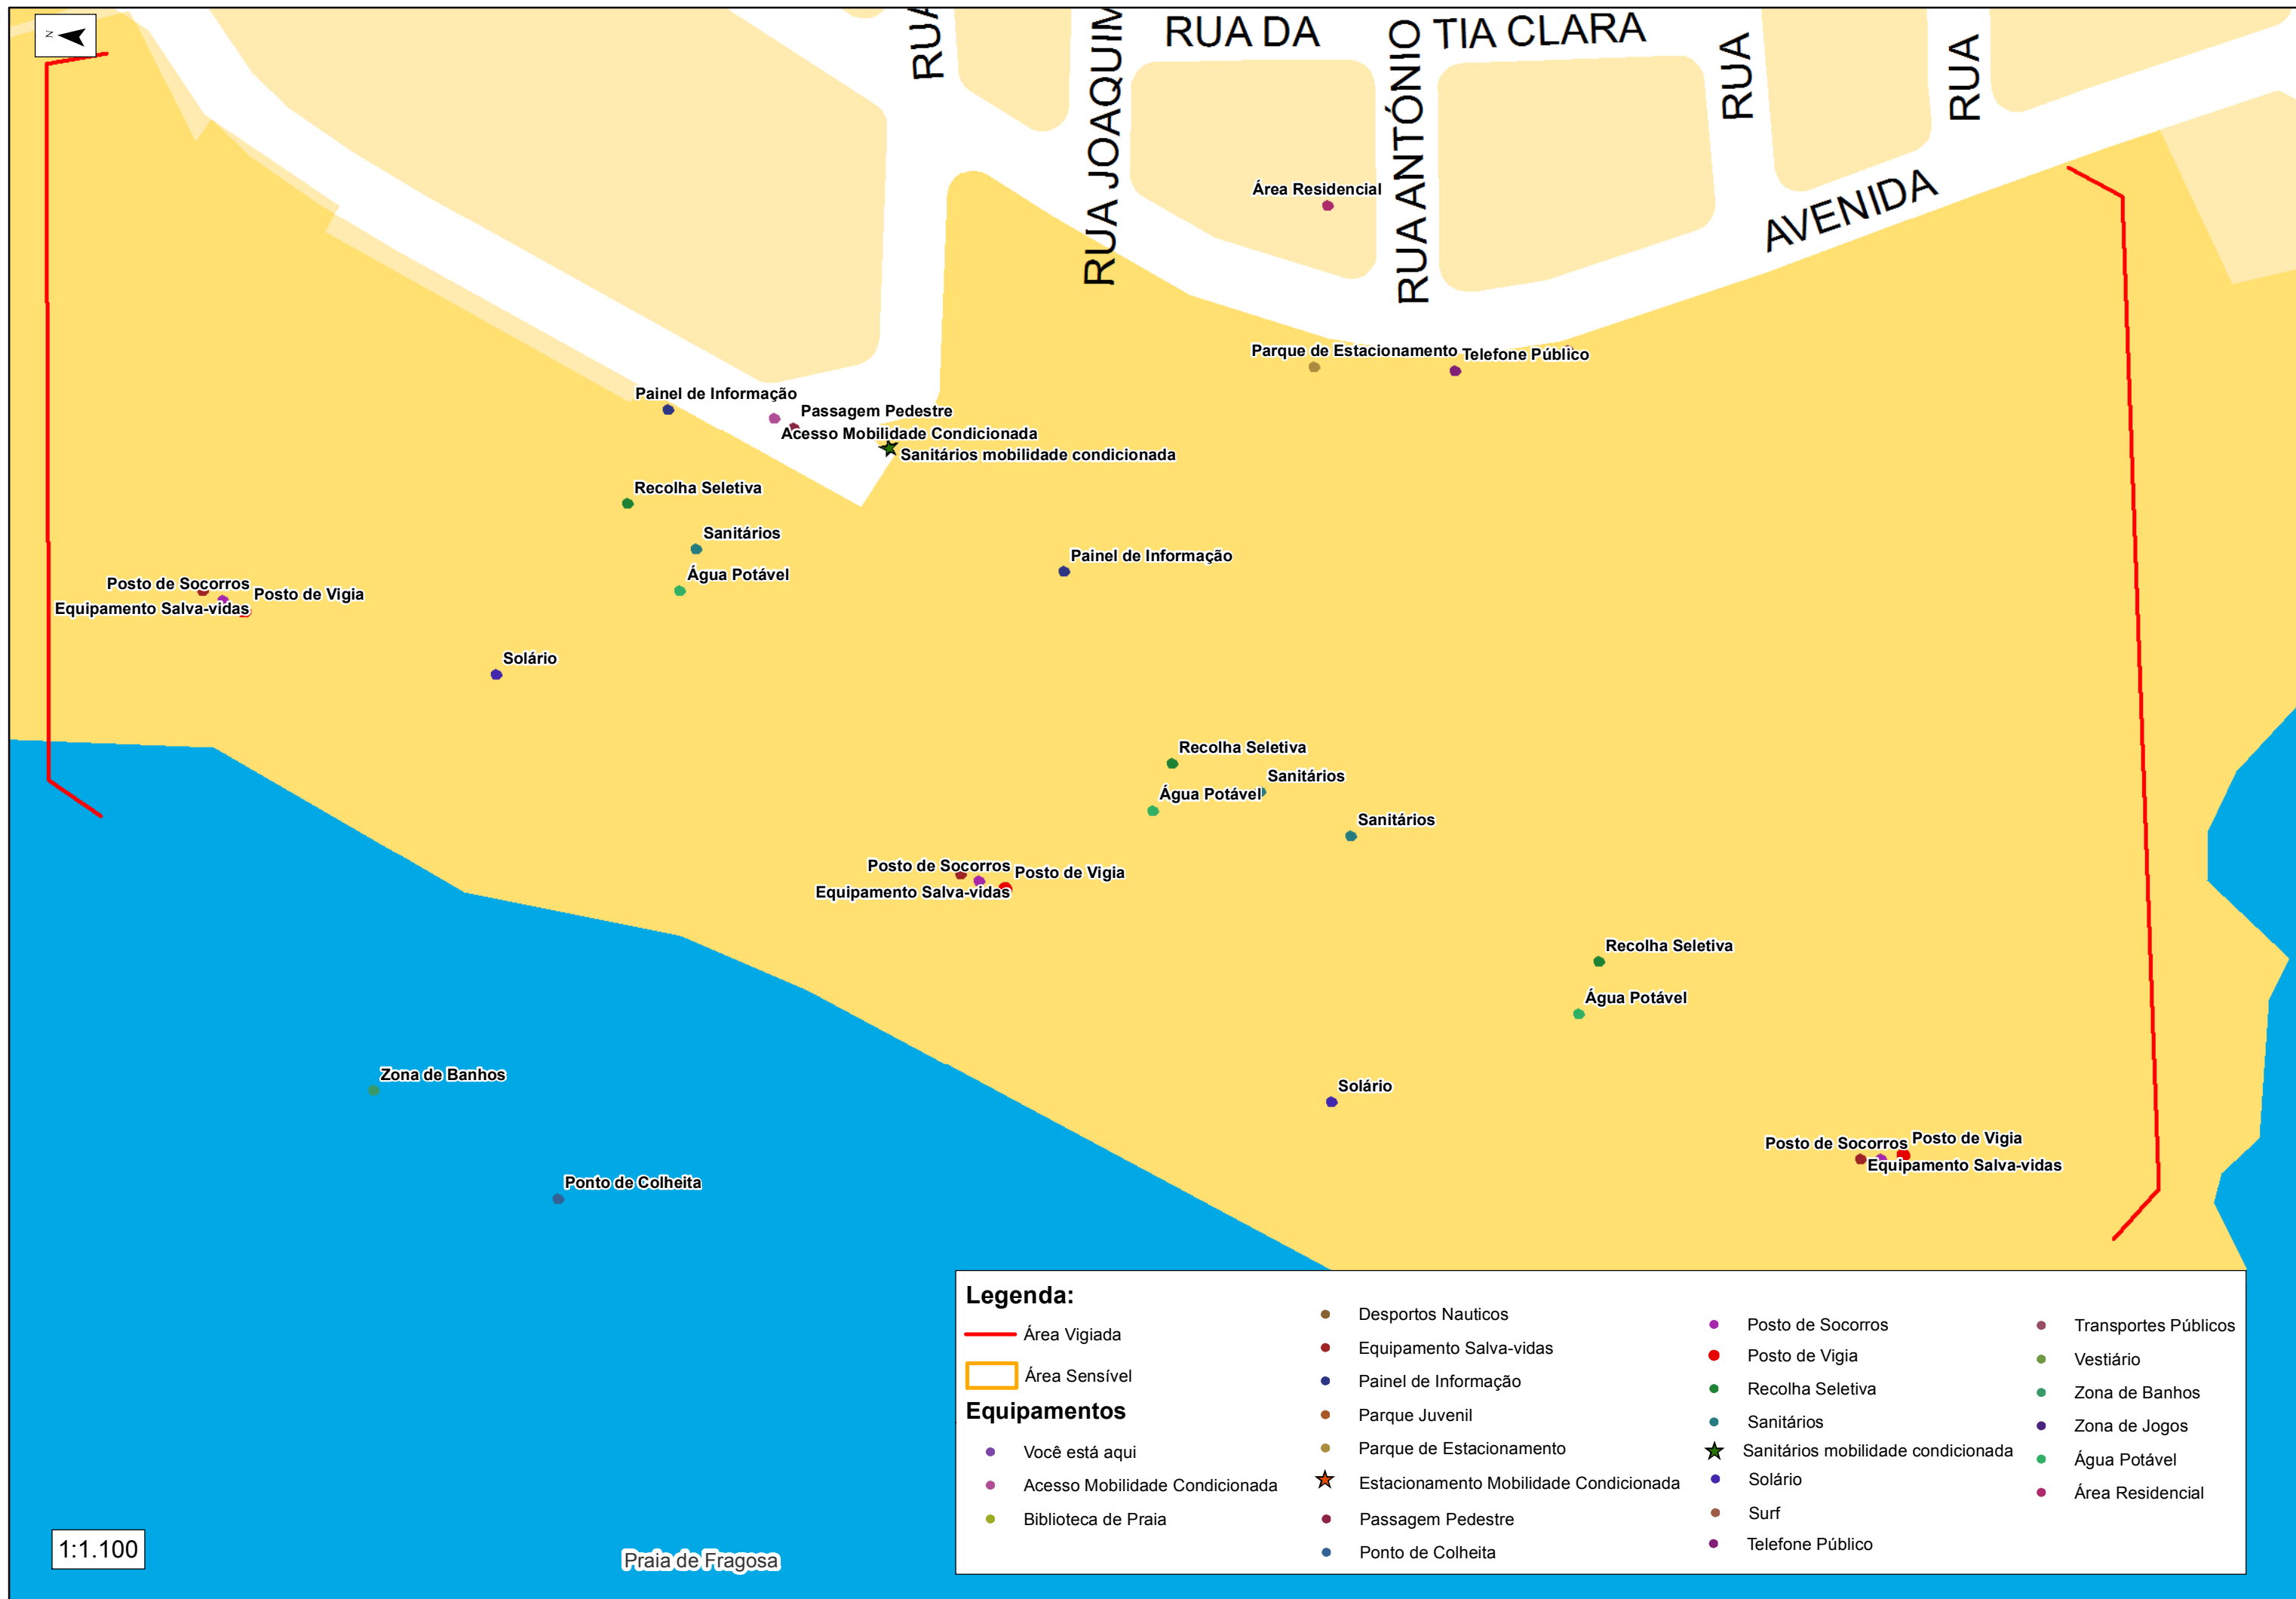 N
RUA
RUA JOAQUIM
RUA DA
RUA ANTÓNIO
TIA CLARA
RUA
RUA
AVENIDA
Área Residencial
Parque de Estacionamento
Telefone Público
Painel de Informação
Passagem Pedestre
Acesso Mobilidade Condicionada
Sanitários mobilidade condicionada
Recolha Seletiva
Sanitários
Água Potável
Painel de Informação
Posto de Socorros
Posto de Vigia
Equipamento Salva-vidas
Solário
Recolha Seletiva
Sanitários
Água Potável
Sanitários
Posto de Socorros
Posto de Vigia
Equipamento Salva-vidas
Recolha Seletiva
Água Potável
Zona de Banhos
Solário
Posto de Socorros
Posto de Vigia
Equipamento Salva-vidas
Ponto de Colheita
Legenda:
Área Vigiada
Área Sensível
Equipamentos
Você está aqui
Acesso Mobilidade Condicionada
Biblioteca de Praia
Desportos Nauticos
Equipamento Salva-vidas
Painel de Informação
Parque Juvenil
Parque de Estacionamento
Estacionamento Mobilidade Condicionada
Passagem Pedestre
Ponto de Colheita
Posto de Socorros
Posto de Vigia
Recolha Seletiva
Sanitários
Sanitários mobilidade condicionada
Solário
Surf
Telefone Público
Transportes Públicos
Vestiário
Zona de Banhos
Zona de Jogos
Água Potável
Área Residencial
1:1.100
Praia de Fragosa